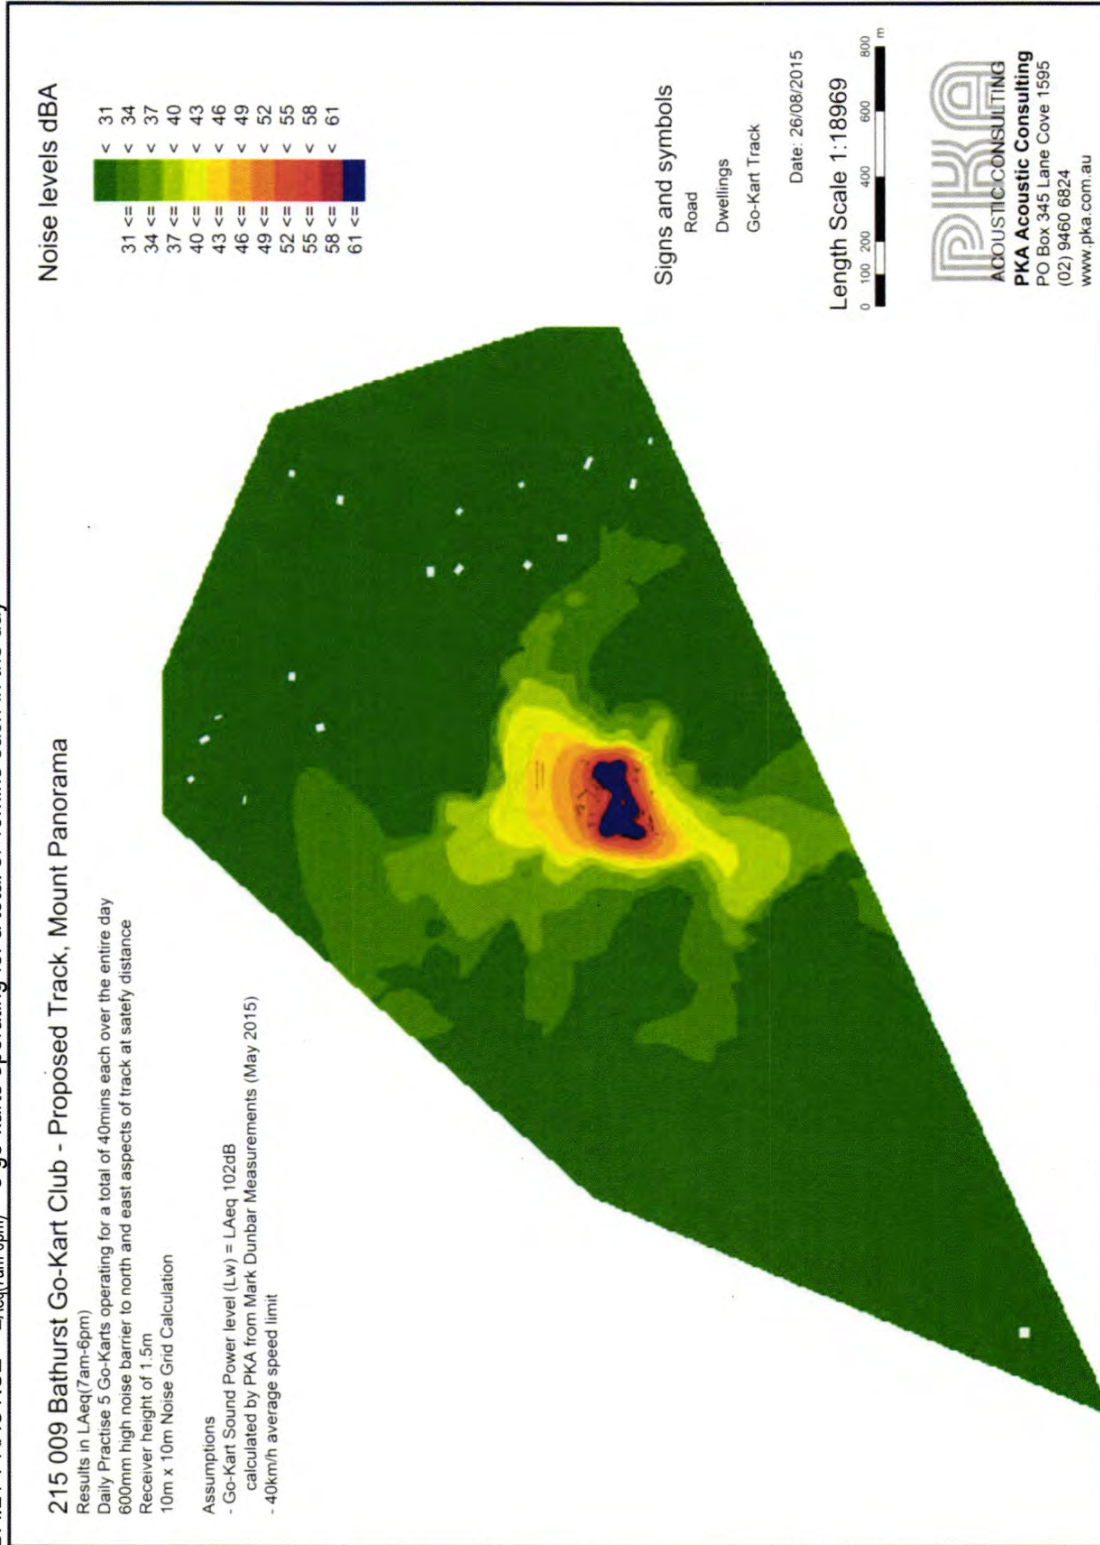 215 009 Bathurst Go-Kart Club - Proposed Track, Mount Panorama
Results in LAeq(7am-6pm)
Daily Practise 5 Go-Karts operating for a total of 40mins each over the entire day
600mm high noise barrier to north and east aspects of track at satefy distance
Receiver height of 1.5m
10m x 10m Noise Grid Calculation
Assumptions
- Go-Kart Sound Power level (Lw) = LAeq 102dB
calculated by PKA from Mark Dunbar Measurements (May 2015)
- 40km/h average speed limit
Noise levels dBA
< 31
31 <= < 34
34 <= < 37
37 <= < 40
40 <= < 43
43 <= < 46
46 <= < 49
49 <= < 52
52 <= < 55
55 <= < 58
58 <= < 61
61 <=
Signs and symbols
Road
Dwellings
Go-Kart Track
Date: 26/08/2015
Length Scale 1:18969
0 100 200 400 600 800
m
PKA
ACOUSTIC CONSULTING
PKA Acoustic Consulting
PO Box 345 Lane Cove 1595
(02) 9460 6824
www.pka.com.au